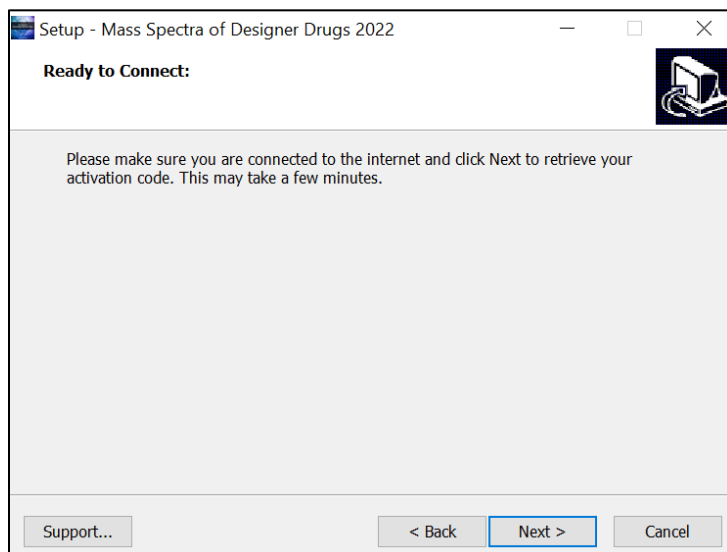 Setup - Mass Spectra of Designer Drugs 2022
Ready to Connect:
Please make sure you are connected to the internet and click Next to retrieve your
activation code. This may take a few minutes.
Support...
< Back
Next >
Cancel